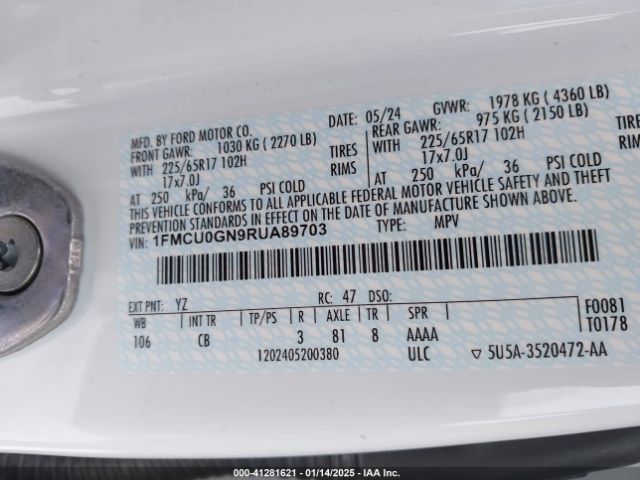 MFD. BY FORD MOTOR CO. DATE: 05/24 GVWR: 1978 KG ( 4360 LB)
FRONT GAWR: 1030 KG ( 2270 LB) REAR GAWR: 975 KG ( 2150 LB)
WITH 225/65R17 102H TIRES WITH 225/65R17 102H TIRES
17x7.0J RIMS 17x7.0J RIMS
AT 250 kPa/ 36 PSI COLD AT 250 kPa/ 36 PSI COLD
THIS VEHICLE CONFORMS TO ALL APPLICABLE FEDERAL MOTOR VEHICLE SAFETY AND THEFT
PREVENTION STANDARDS IN EFFECT ON THE DATE OF MANUFACTURE SHOWN ABOVE.
VIN: 1FMCU0GN9RUA89703 TYPE: MPV
EXT PNT: YZ RC: 47 DSO: F0081
WB INT TR TP/PS R AXLE TR SPR T0178
106 CB 3 81 8 AAAA
1202405200380 ULC ▽ 5U5A-3520472-AA
© COPART 40-41281621 - 01/14/2025 - IAA Inc.